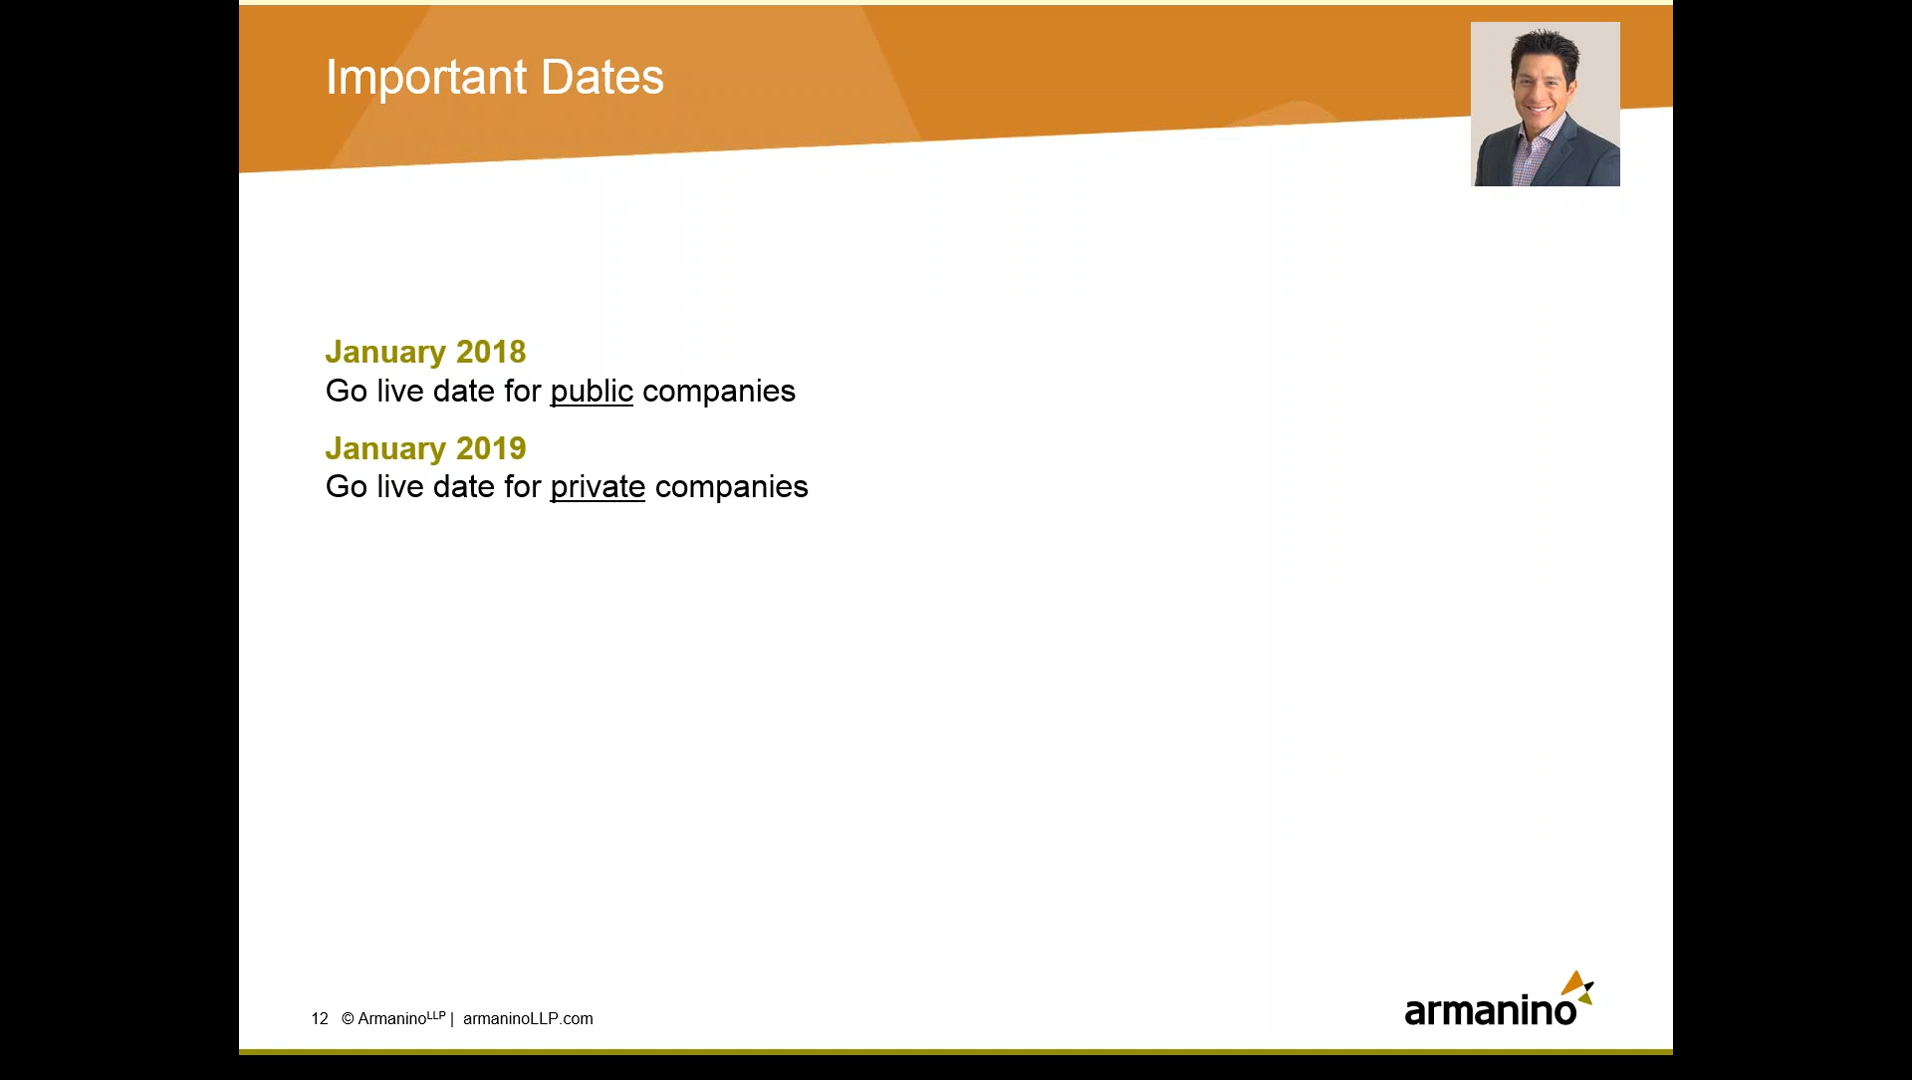 Important Dates
January 2018
Go live date for public companies
January 2019
Go live date for private companies
12 © ArmaninoLLP | armaninoLLP.com
armanino